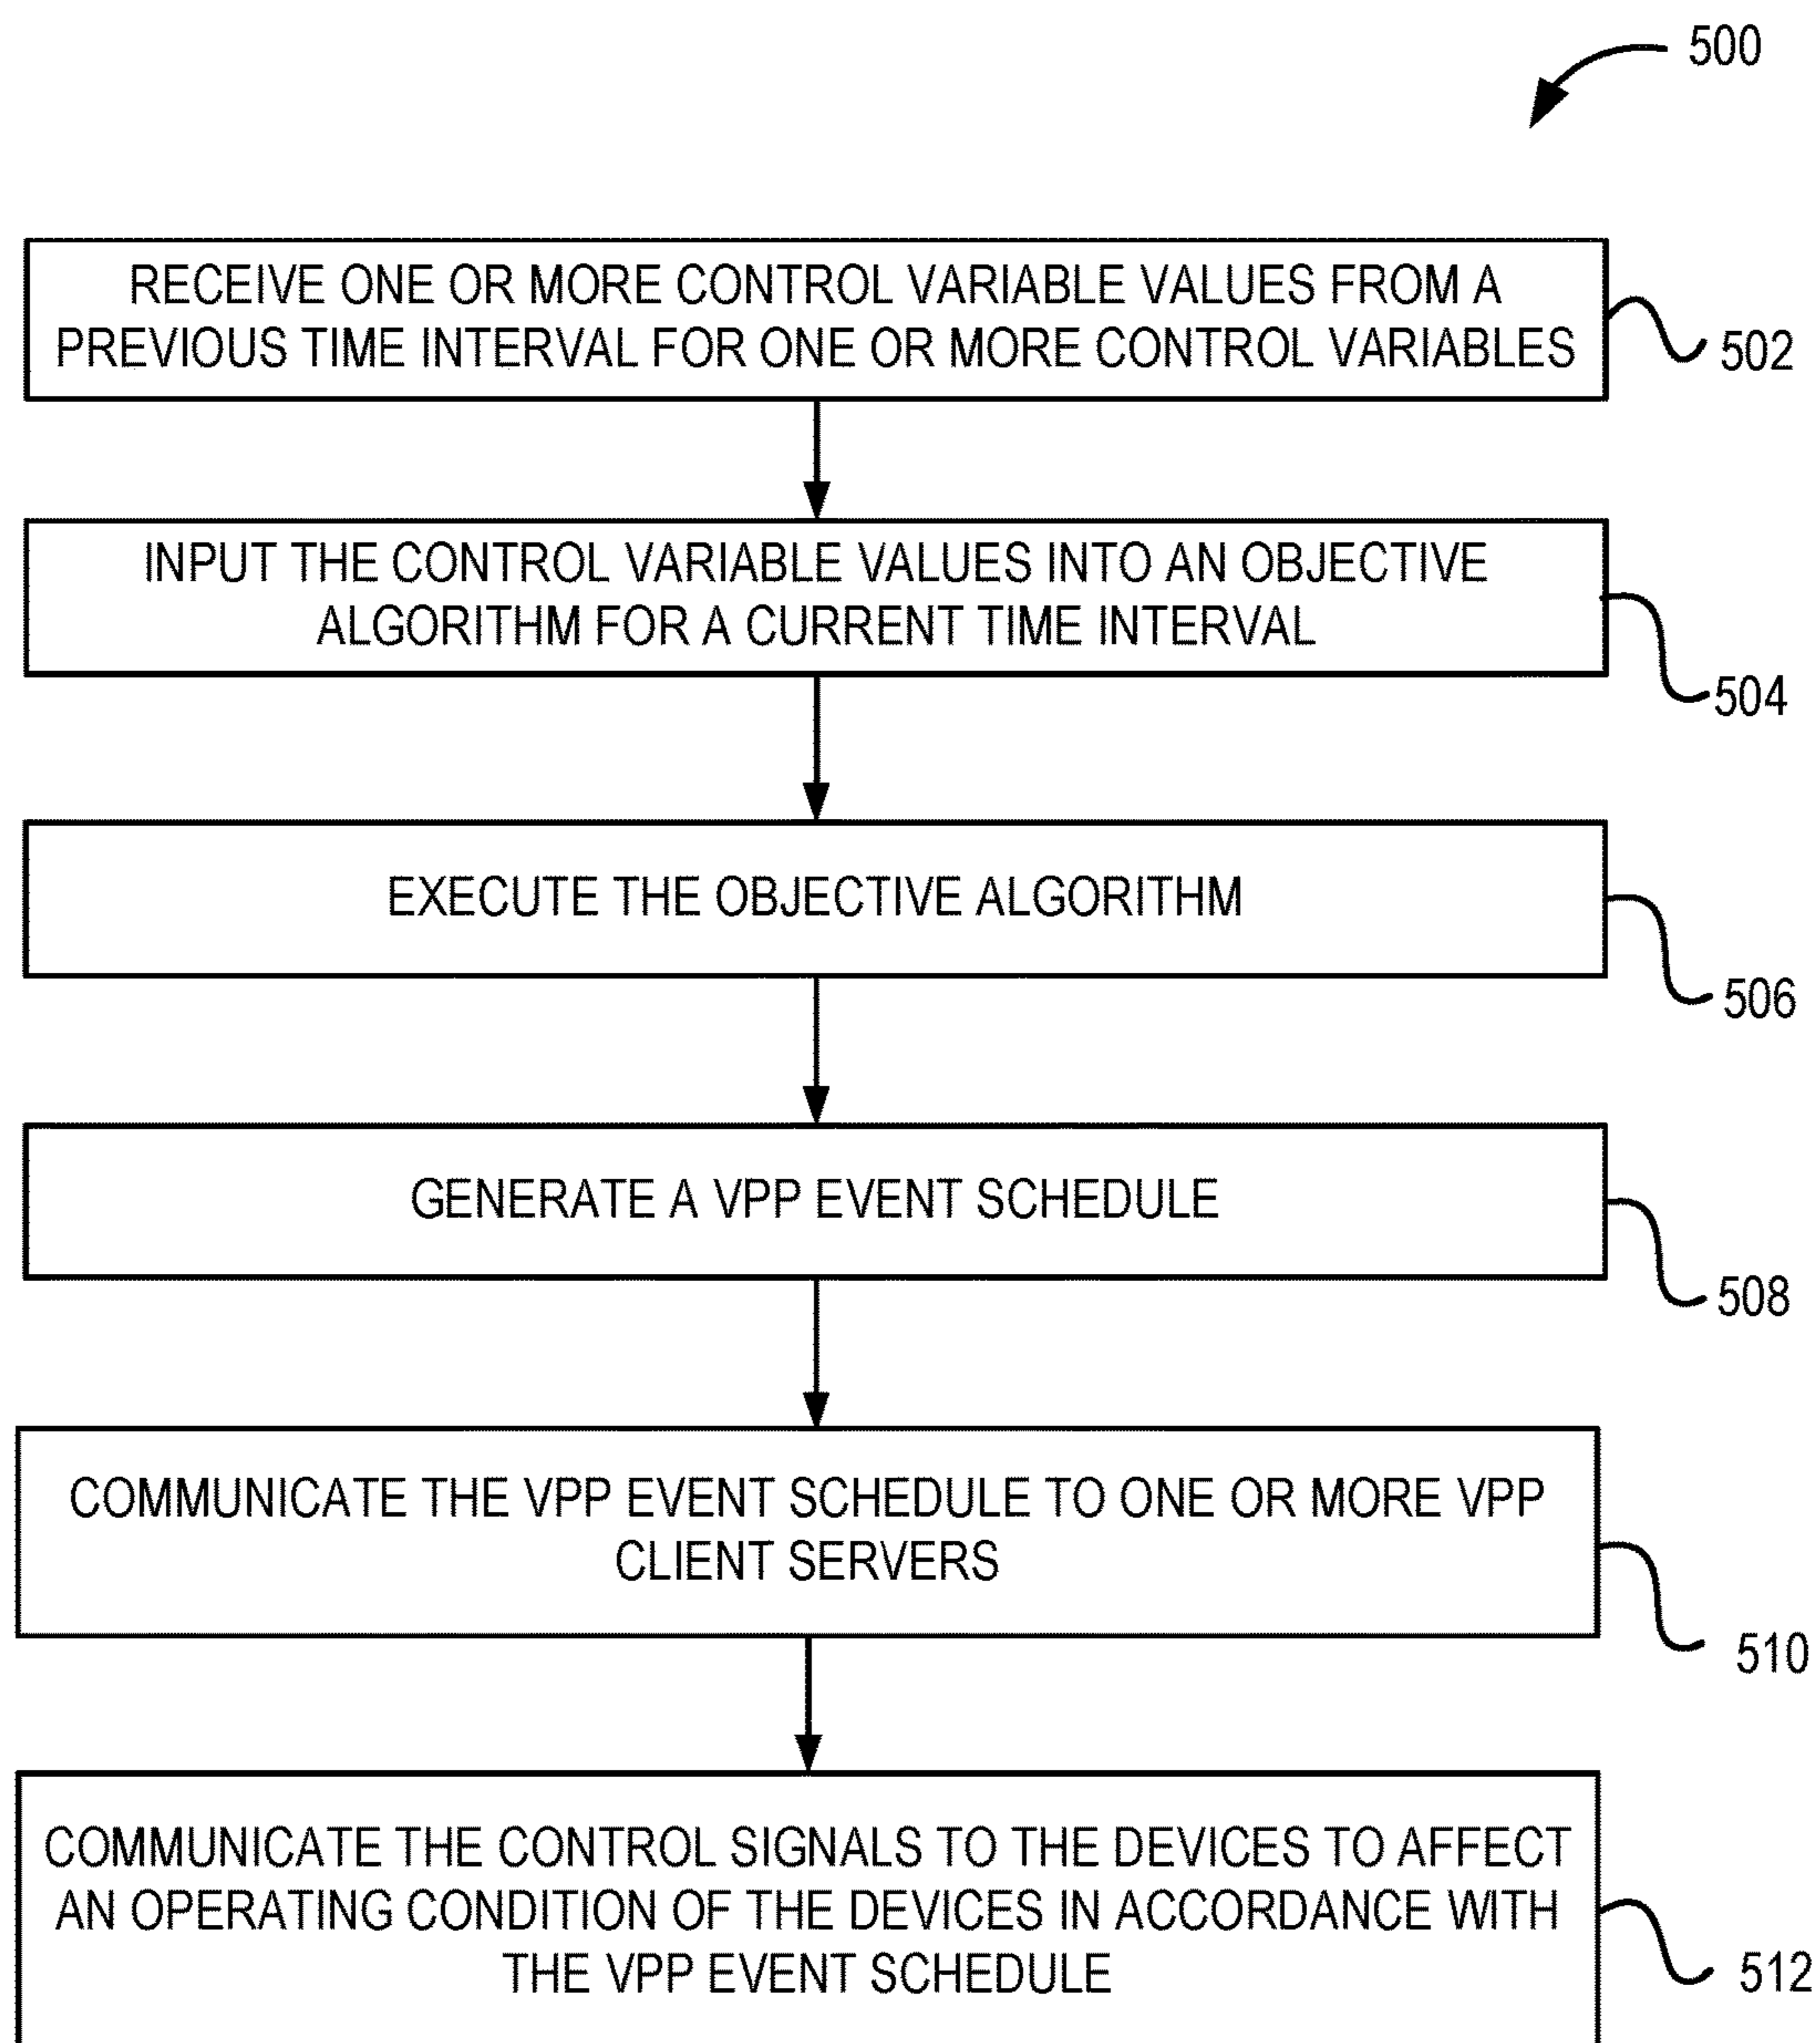 500
RECEIVE ONE OR MORE CONTROL VARIABLE VALUES FROM A
PREVIOUS TIME INTERVAL FOR ONE OR MORE CONTROL VARIABLES
502
INPUT THE CONTROL VARIABLE VALUES INTO AN OBJECTIVE
ALGORITHM FOR A CURRENT TIME INTERVAL
504
EXECUTE THE OBJECTIVE ALGORITHM
506
GENERATE A VPP EVENT SCHEDULE
508
COMMUNICATE THE VPP EVENT SCHEDULE TO ONE OR MORE VPP
CLIENT SERVERS
510
COMMUNICATE THE CONTROL SIGNALS TO THE DEVICES TO AFFECT
AN OPERATING CONDITION OF THE DEVICES IN ACCORDANCE WITH
THE VPP EVENT SCHEDULE
512